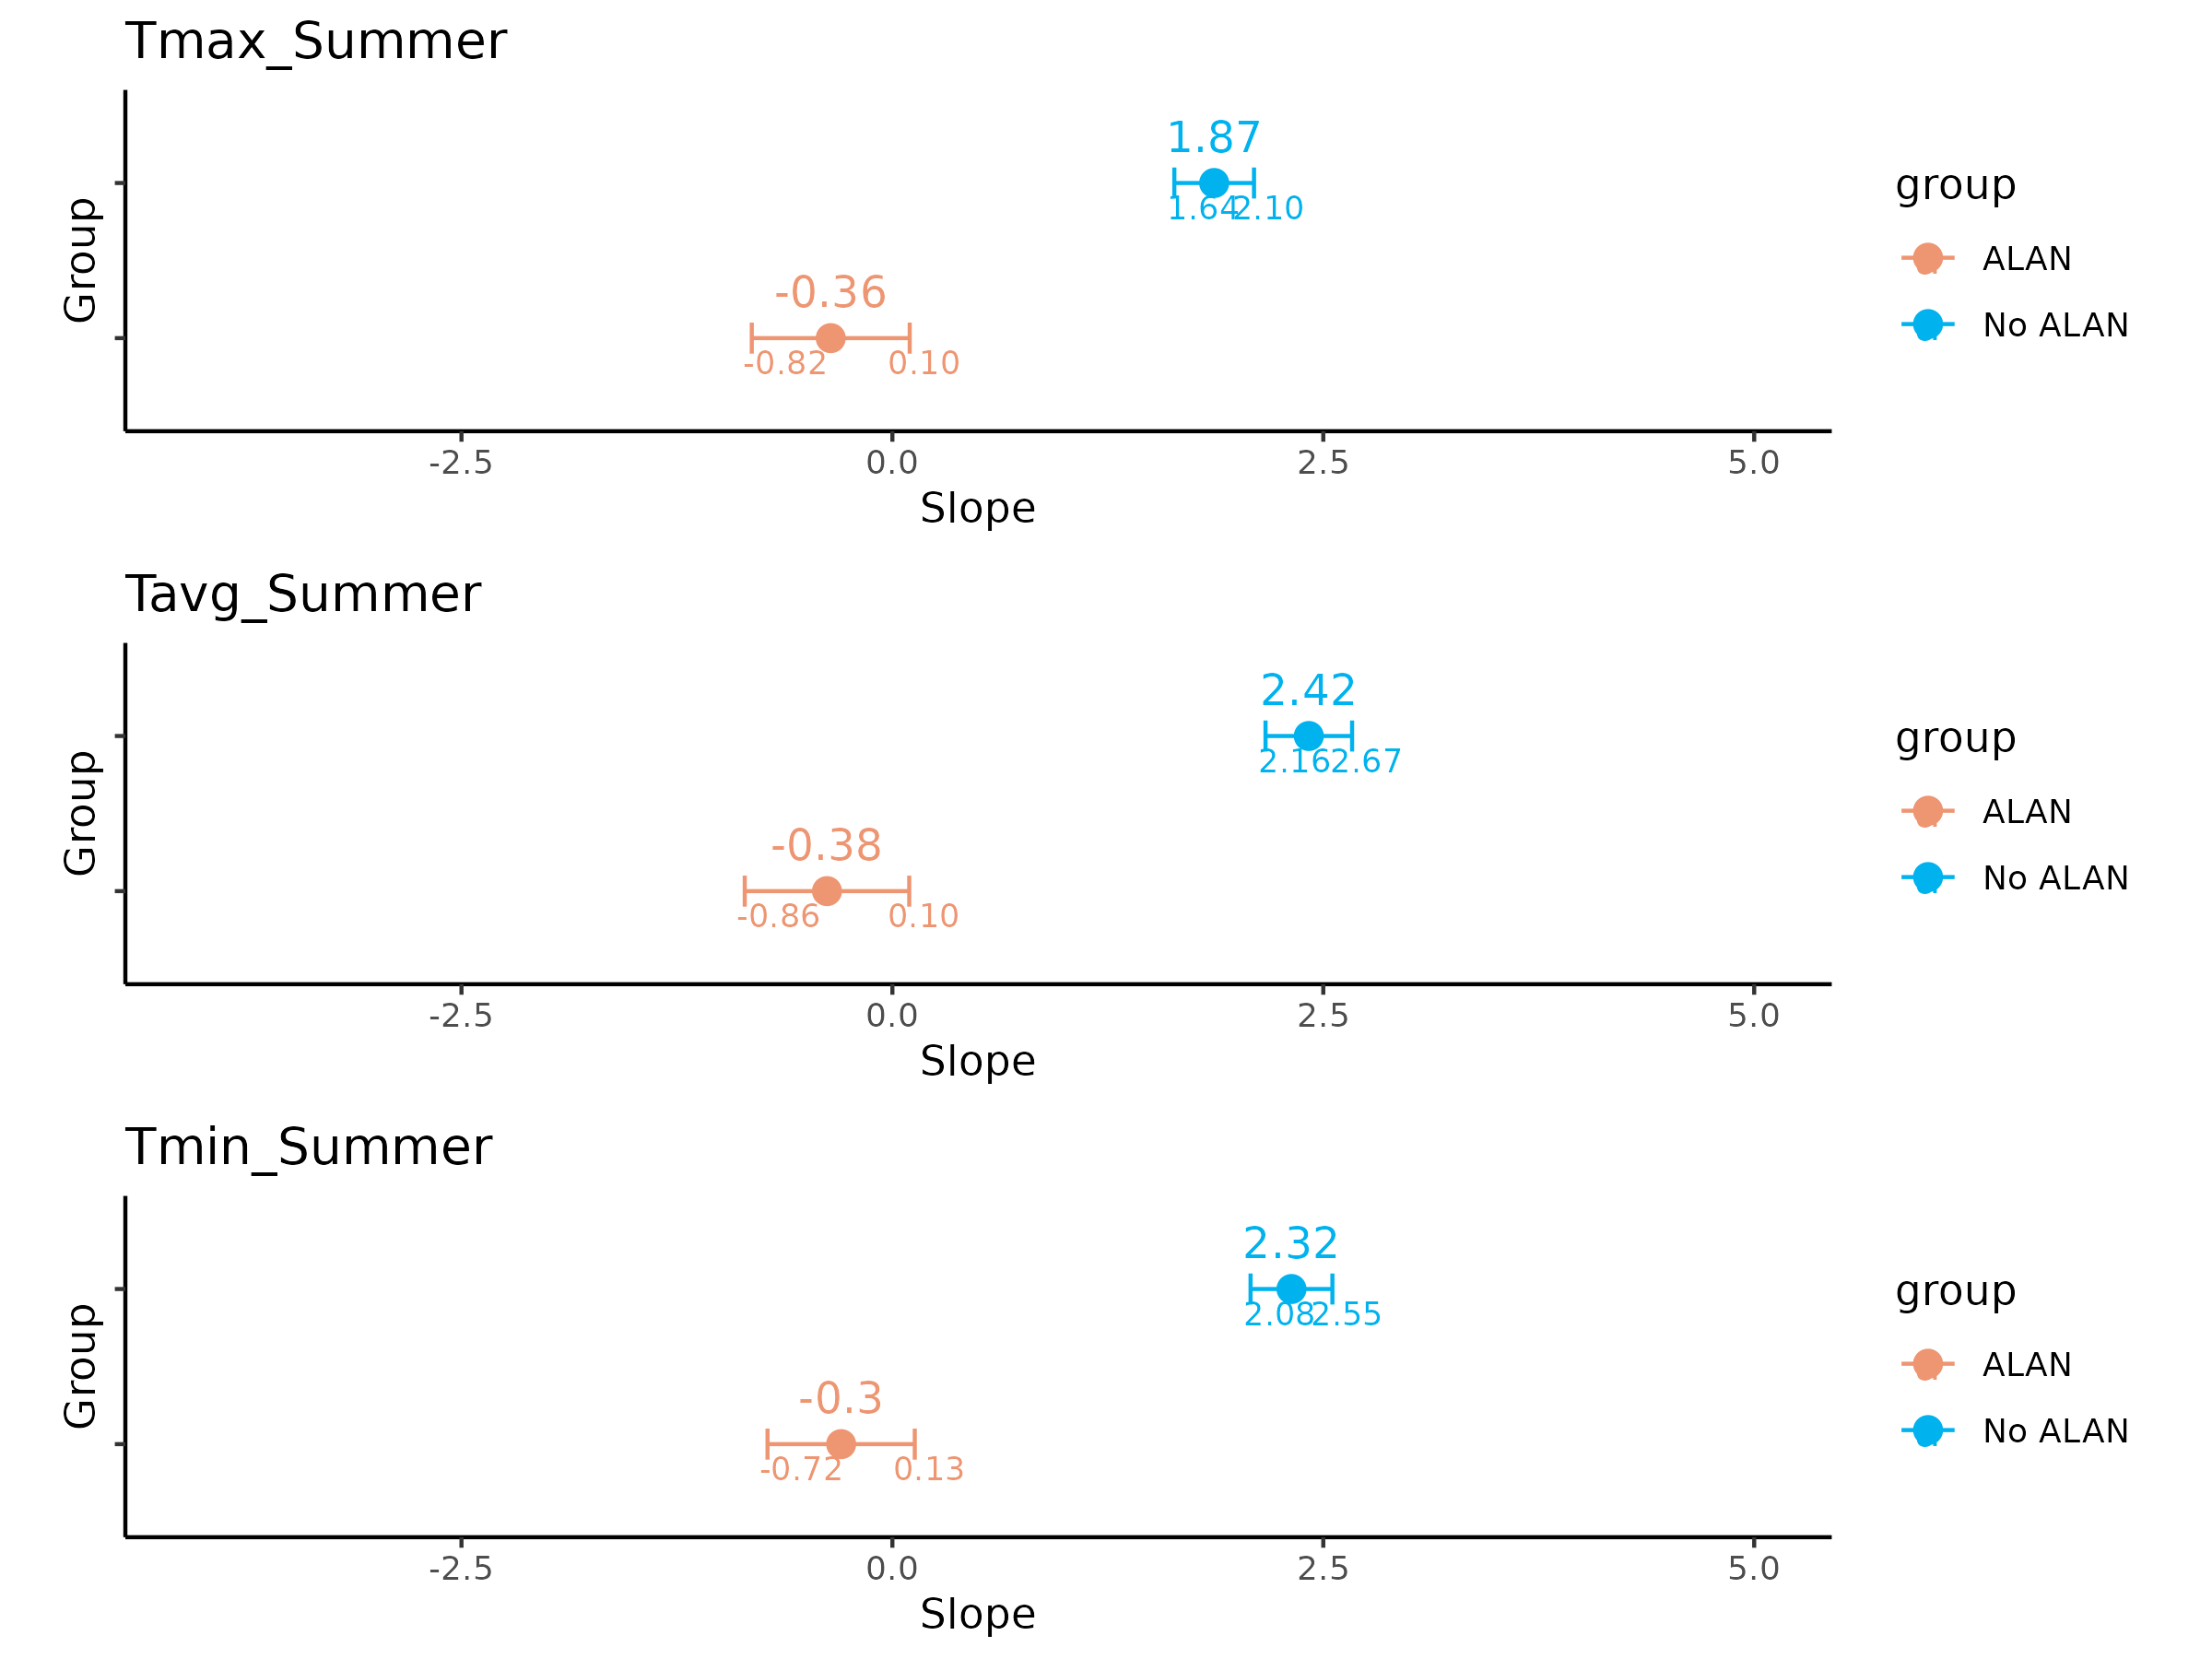 Tmax_Summer
1.87
1.64 2.10
-0.36
-0.82 0.10
Group
-2.5 0.0 2.5 5.0
Slope
group
ALAN
No ALAN
Tavg_Summer
2.42
2.16 2.67
-0.38
-0.86 0.10
Group
-2.5 0.0 2.5 5.0
Slope
group
ALAN
No ALAN
Tmin_Summer
2.32
2.08 2.55
-0.3
-0.72 0.13
Group
-2.5 0.0 2.5 5.0
Slope
group
ALAN
No ALAN